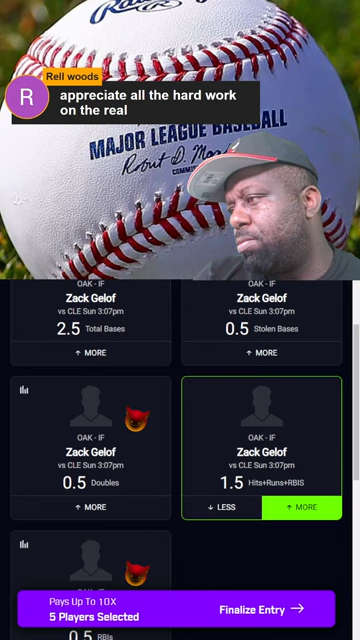 Rell woods
R
appreciate all the hard work
on the real
MAJOR LEAGUE BASEBALL
OAK - IF
Zack Gelof
vs CLE Sun 3:07pm
2.5 Total Bases
↑ MORE
OAK - IF
Zack Gelof
vs CLE Sun 3:07pm
0.5 Stolen Bases
↑ MORE
OAK - IF
Zack Gelof
vs CLE Sun 3:07pm
0.5 Doubles
↑ MORE
OAK - IF
Zack Gelof
vs CLE Sun 3:07pm
1.5 Hits+Runs+RBIS
↓ LESS
↑ MORE
OAK - IF
Zack Gelof
0.5 RBIs
Pays Up To 10X
5 Players Selected
Finalize Entry →